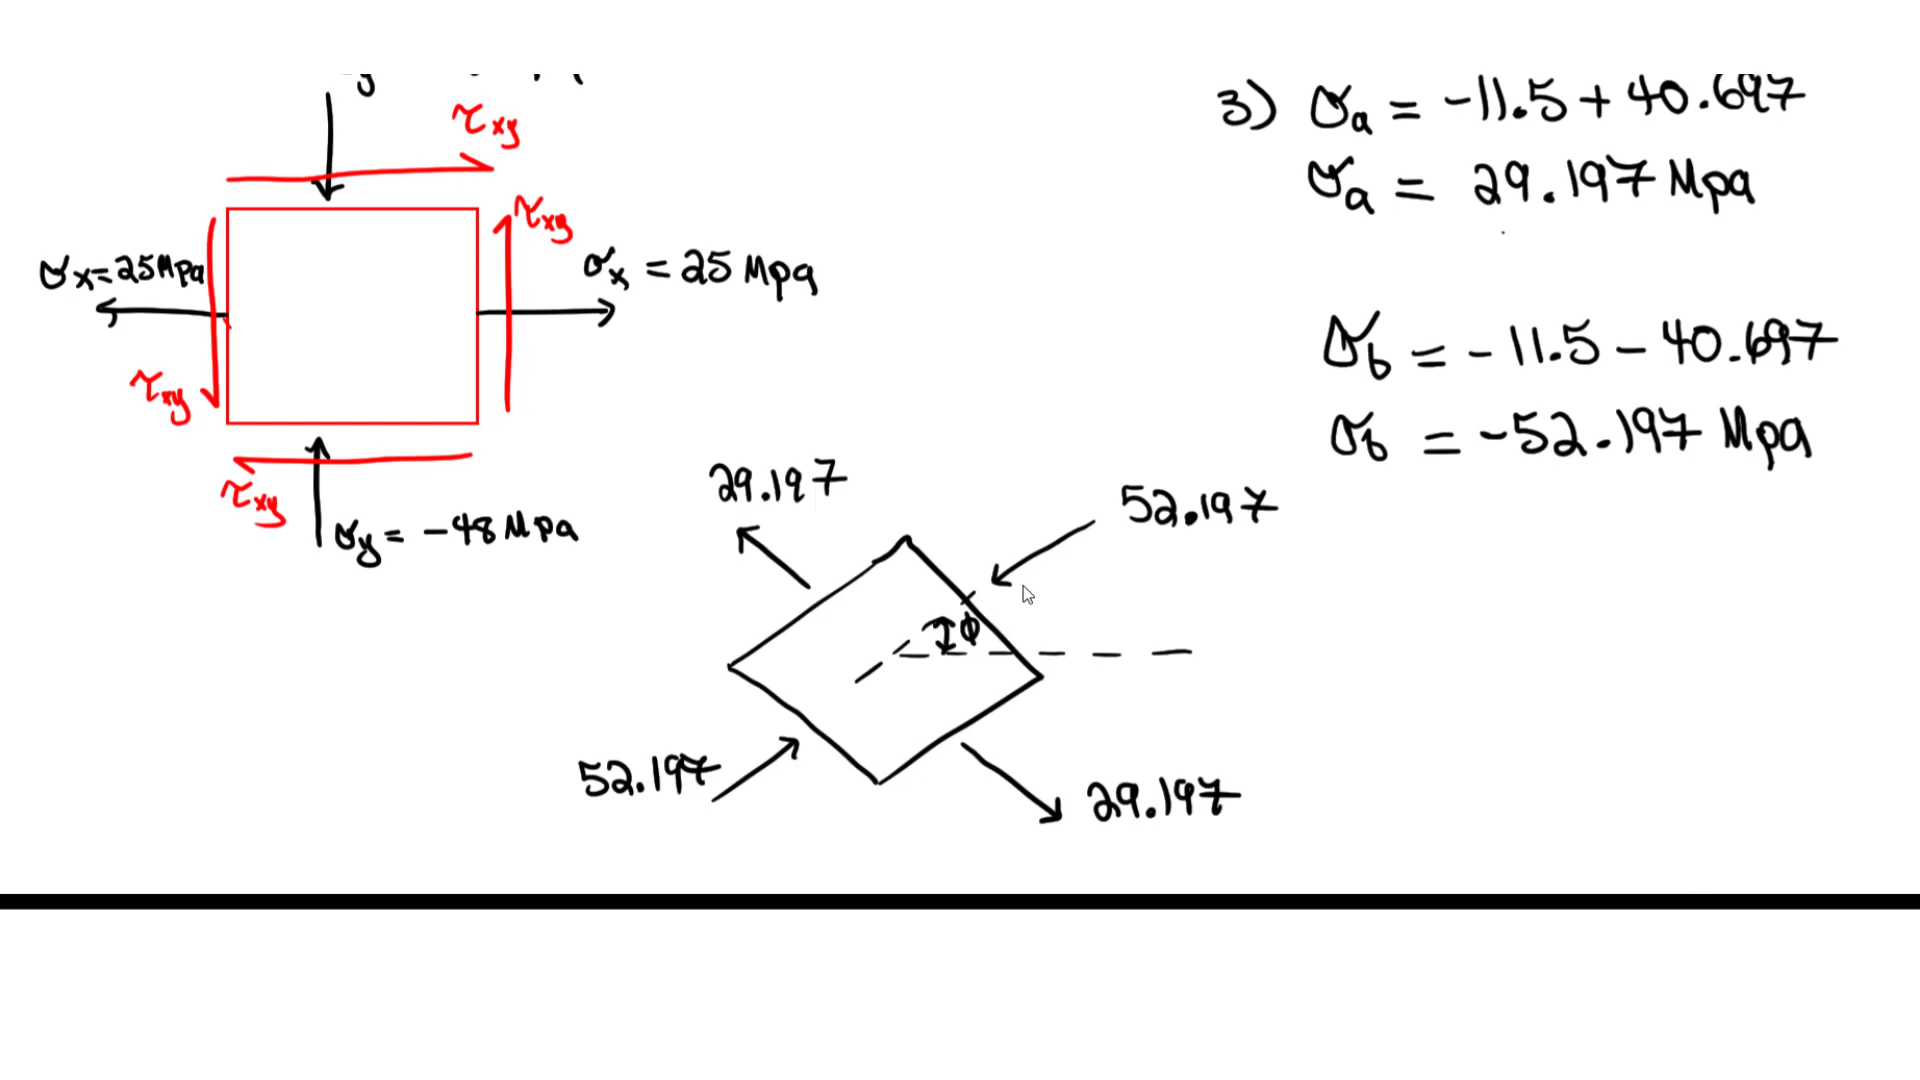 τxy
τxy
σx=25Mpa
σx = 25 Mpa
τxy
τxy
σy = -48 Mpa
3) σa = -11.5 + 40.697
σa = 29.197 Mpa
σb = -11.5 - 40.697
σb = -52.197 Mpa
29.197
52.197
ϕ
52.197
29.197